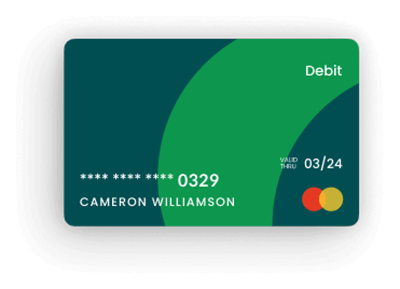 Debit
VALID
THRU 03/24
**** **** **** 0329
CAMERON WILLIAMSON